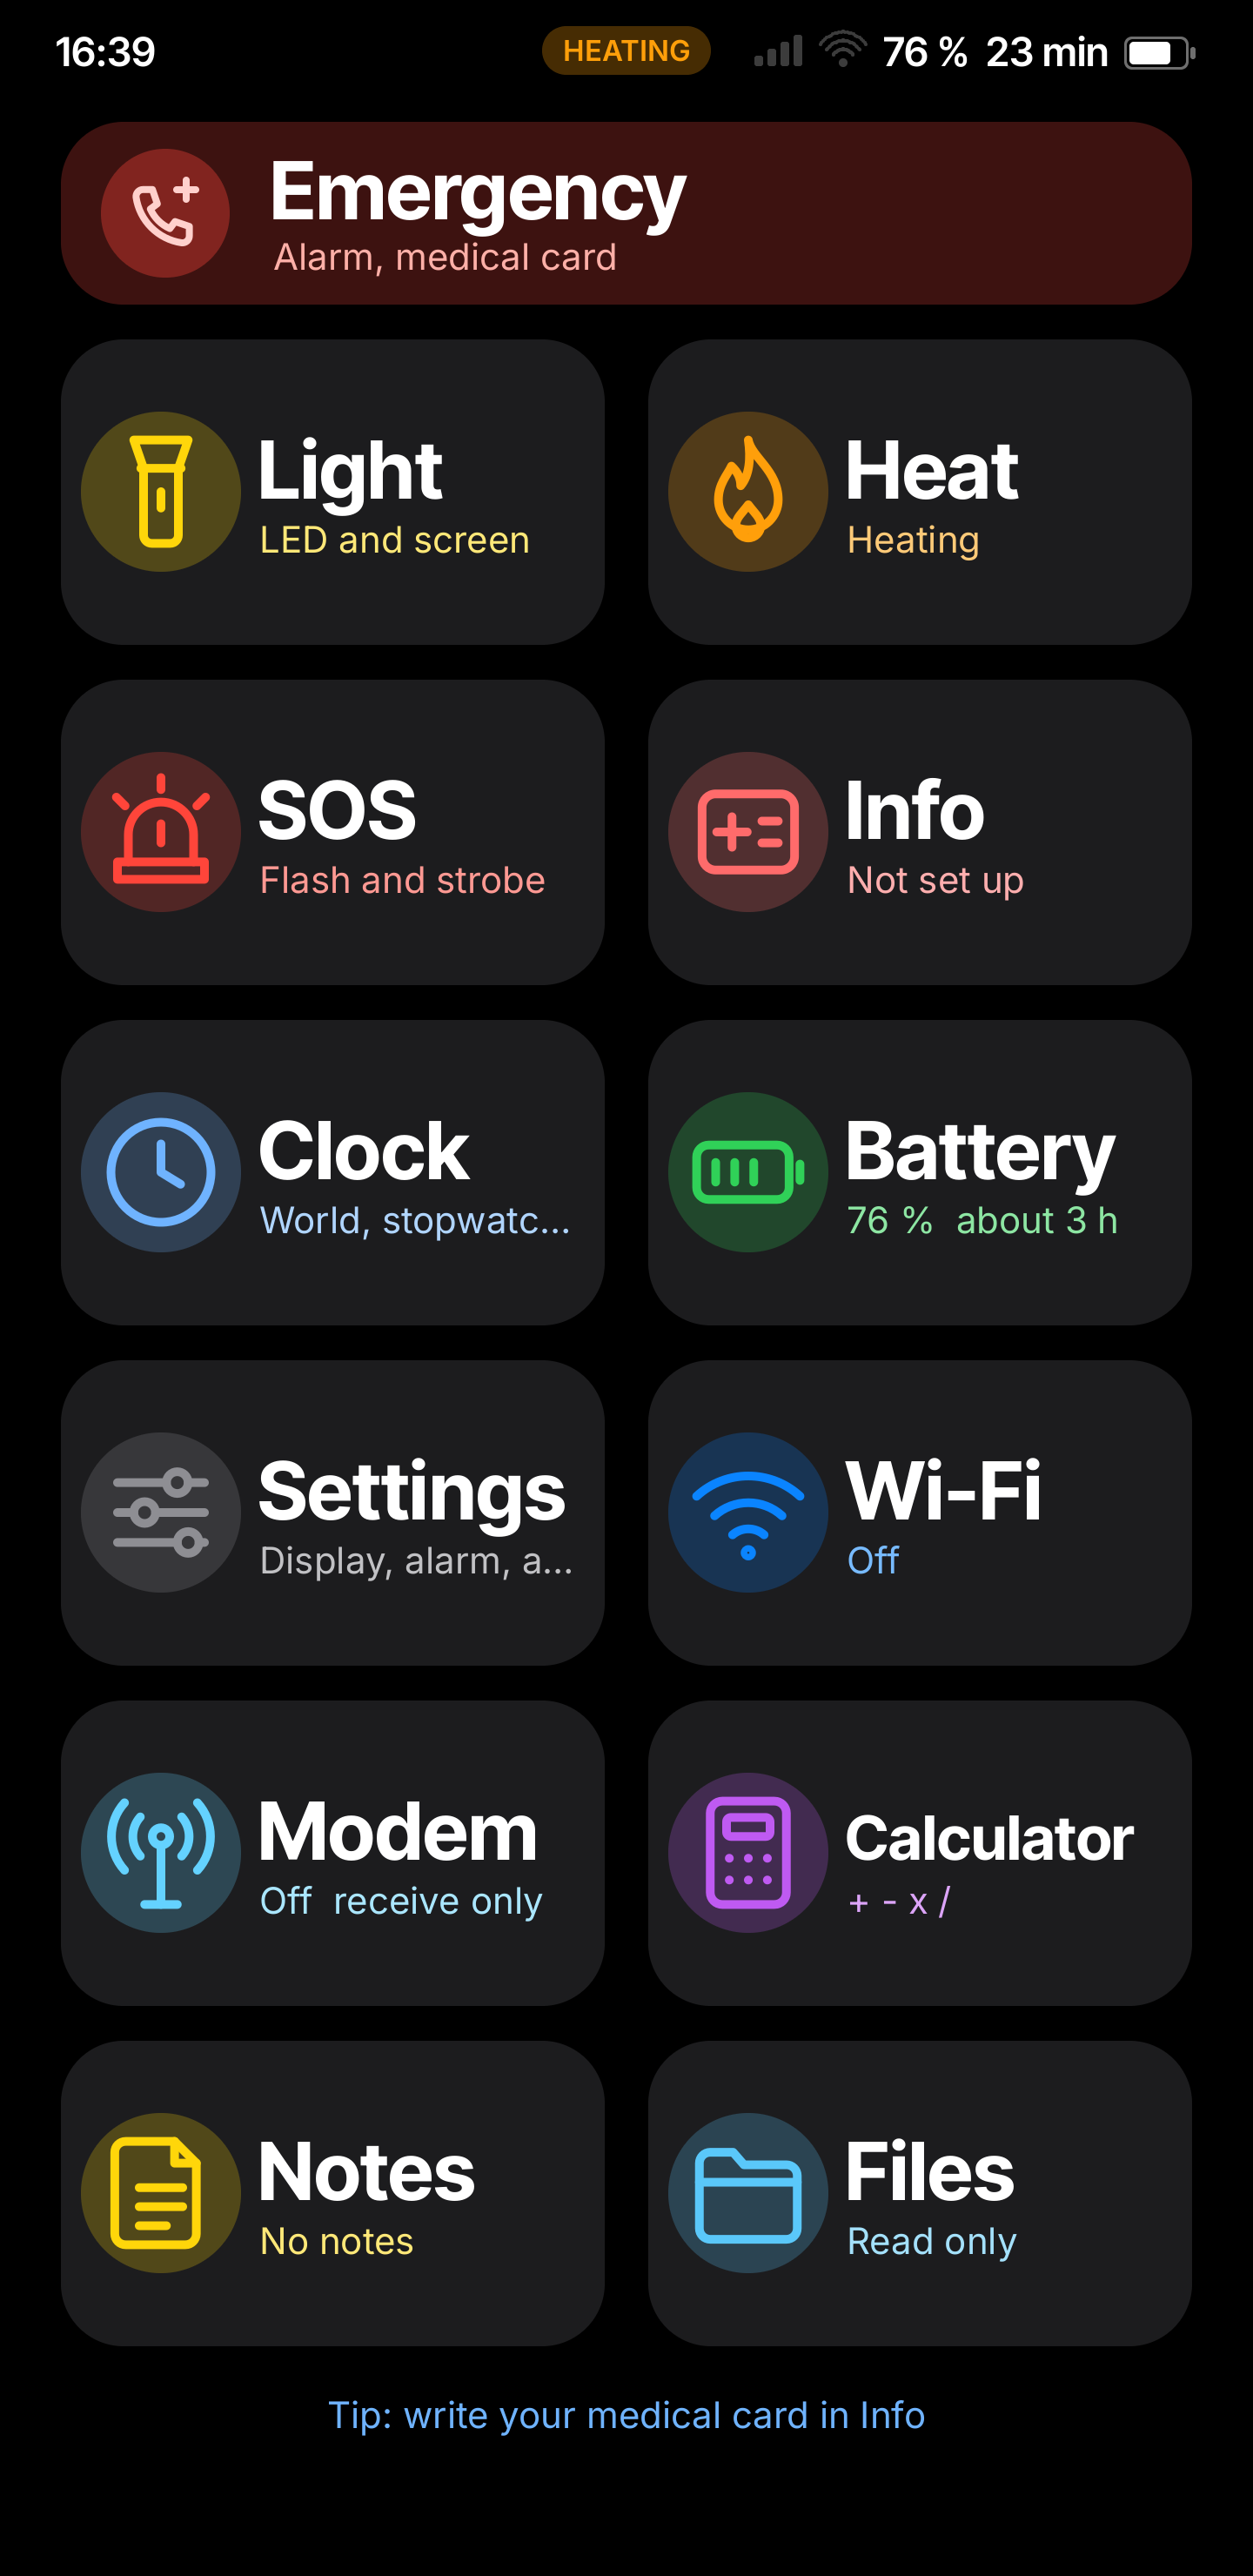 16:39 HEATING 76 % 23 min
Emergency
Alarm, medical card
Light
LED and screen
Heat
Heating
SOS
Flash and strobe
Info
Not set up
Clock
World, stopwatc...
Battery
76 % about 3 h
Settings
Display, alarm, a...
Wi-Fi
Off
Modem
Off receive only
Calculator
+ - x /
Notes
No notes
Files
Read only
Tip: write your medical card in Info